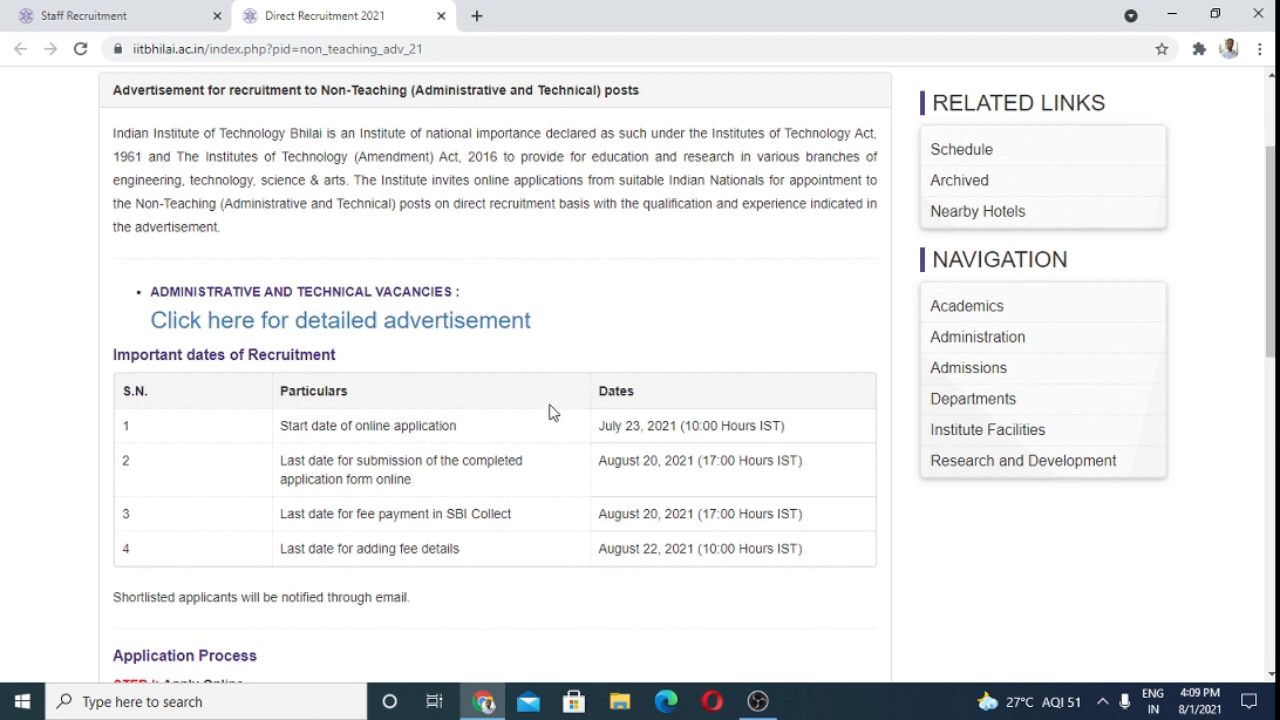 Staff Recruitment
Direct Recruitment 2021
iitbhilai.ac.in/index.php?pid=non_teaching_adv_21
Advertisement for recruitment to Non-Teaching (Administrative and Technical) posts
Indian Institute of Technology Bhilai is an Institute of national importance declared as such under the Institutes of Technology Act,
1961 and The Institutes of Technology (Amendment) Act, 2016 to provide for education and research in various branches of
engineering, technology, science & arts. The Institute invites online applications from suitable Indian Nationals for appointment to
the Non-Teaching (Administrative and Technical) posts on direct recruitment basis with the qualification and experience indicated in
the advertisement.
• ADMINISTRATIVE AND TECHNICAL VACANCIES :
Click here for detailed advertisement
Important dates of Recruitment
S.N. Particulars Dates
1 Start date of online application July 23, 2021 (10:00 Hours IST)
2 Last date for submission of the completed August 20, 2021 (17:00 Hours IST)
application form online
3 Last date for fee payment in SBI Collect August 20, 2021 (17:00 Hours IST)
4 Last date for adding fee details August 22, 2021 (10:00 Hours IST)
Shortlisted applicants will be notified through email.
Application Process
STEP I: Apply Online
RELATED LINKS
Schedule
Archived
Nearby Hotels
NAVIGATION
Academics
Administration
Admissions
Departments
Institute Facilities
Research and Development
Type here to search
27°C AQI 51
ENG
IN
4:09 PM
8/1/2021